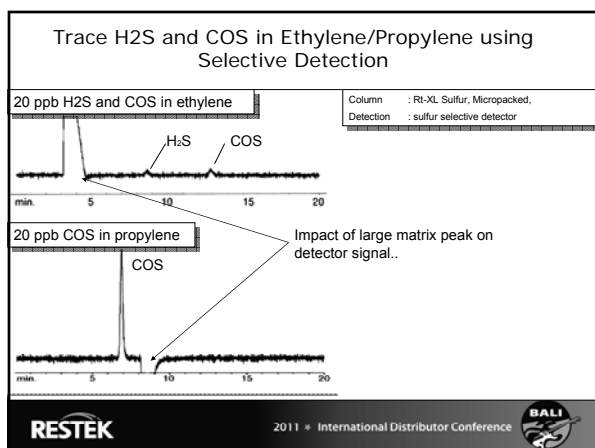 Trace H2S and COS in Ethylene/Propylene using
Selective Detection
20 ppb H2S and COS in ethylene
Column : Rt-XL Sulfur, Micropacked,
Detection : sulfur selective detector
H2S
COS
min. 5 10 15 20
20 ppb COS in propylene
COS
Impact of large matrix peak on
detector signal..
min. 5 10 15 20
RESTEK
2011 * International Distributor Conference
BALI